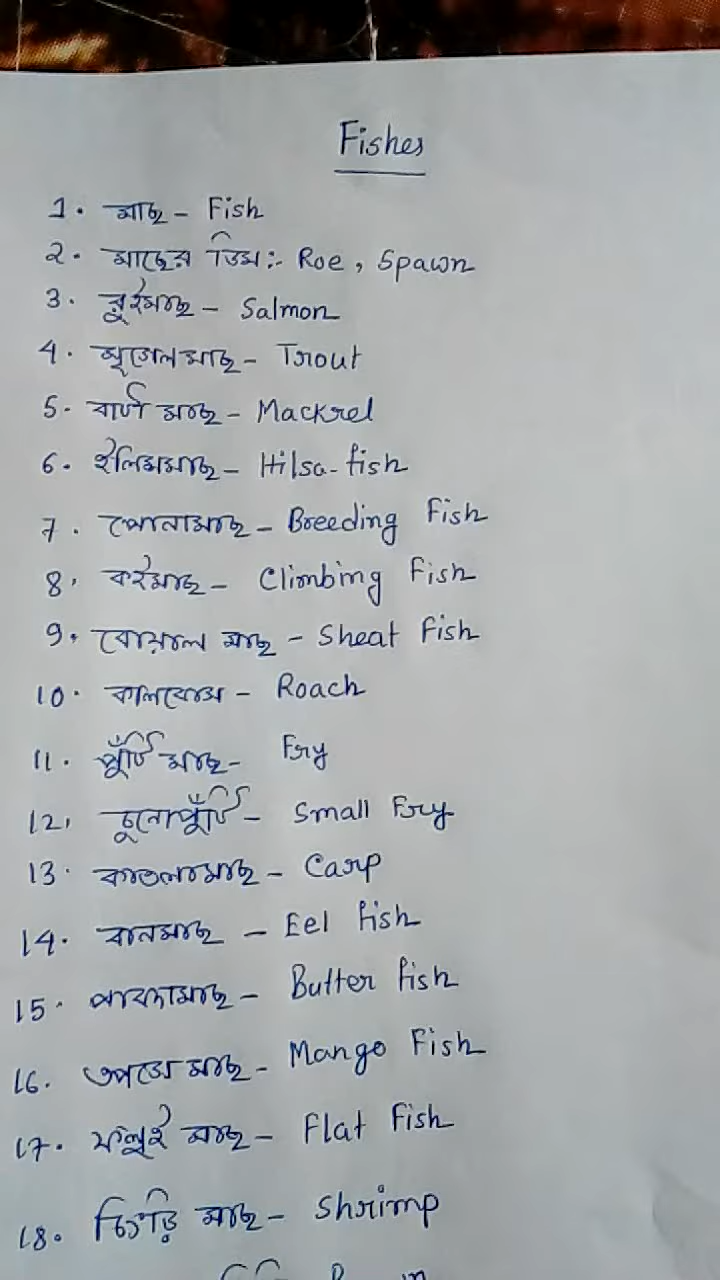 Fishes
1. মাছ - Fish
2. মাছের ডিম :- Roe, Spawn
3. রুইমাছ - Salmon
4. মৃগেলমাছ - Trout
5. বাটা মাছ - Mackrel
6. ইলিশমাছ - Hilsa-fish
7. পোনামাছ - Breeding Fish
8. কইমাছ - Climbing Fish
9. বোয়াল মাছ - Sheat Fish
10. কালবোস - Roach
11. পুঁটি মাছ - Fry
12. চুনোপুঁটি - Small Fry
13. কাতলামাছ - Carp
14. বানমাছ - Eel fish
15. পাবদামাছ - Butter fish
16. তপসে মাছ - Mango Fish
17. ফলুই মাছ - Flat Fish
18. চিংড়ি মাছ - Shrimp